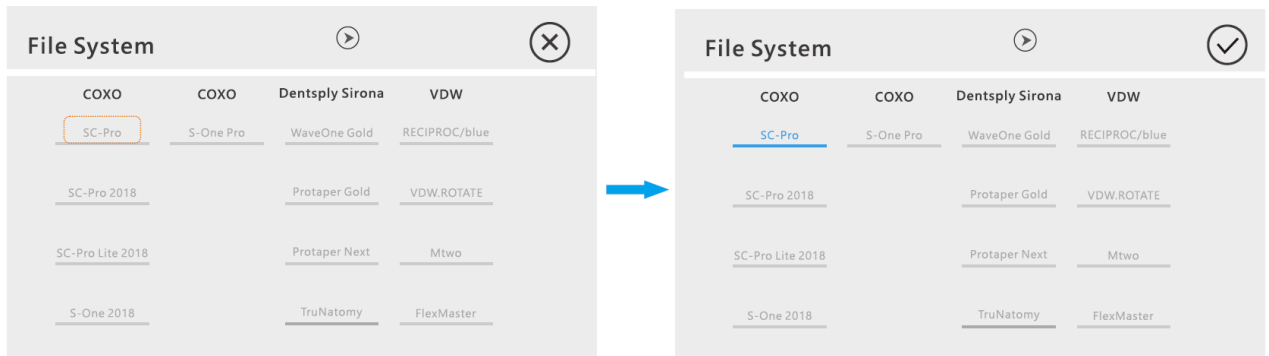 File System
COXO COXO Dentsply Sirona VDW
SC-Pro S-One Pro WaveOne Gold RECIPROC/blue
SC-Pro 2018 Protaper Gold VDW.ROTATE
SC-Pro Lite 2018 Protaper Next Mtwo
S-One 2018 TruNatomy FlexMaster
File System
COXO COXO Dentsply Sirona VDW
SC-Pro S-One Pro WaveOne Gold RECIPROC/blue
SC-Pro 2018 Protaper Gold VDW.ROTATE
SC-Pro Lite 2018 Protaper Next Mtwo
S-One 2018 TruNatomy FlexMaster